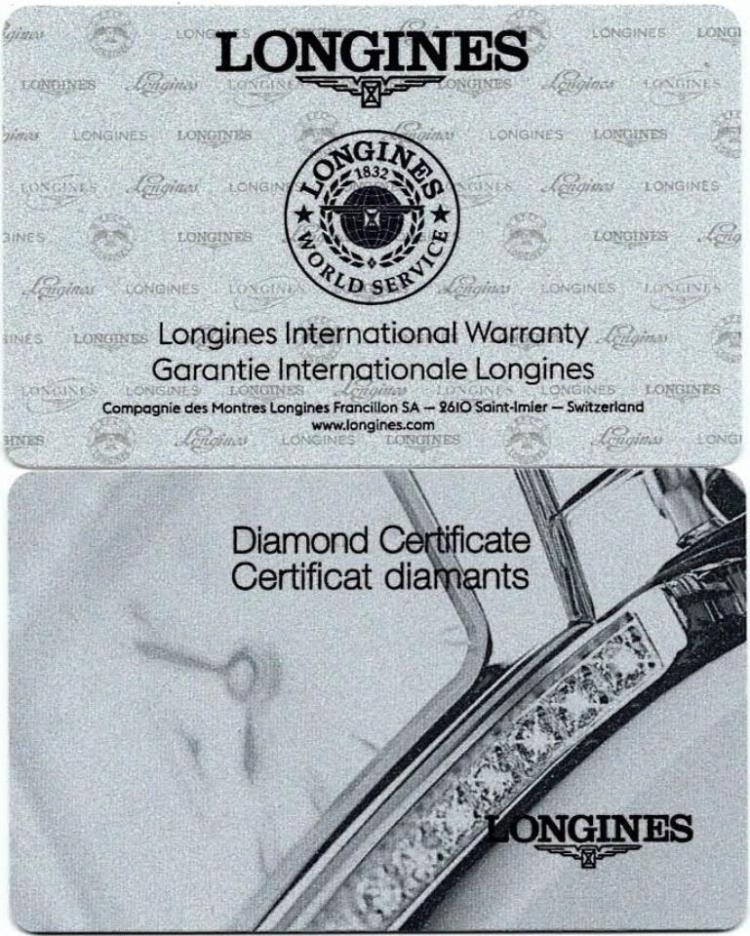 LONGINES
LONGINES
1832
WORLD SERVICE
Longines International Warranty
Garantie Internationale Longines
Compagnie des Montres Longines Francillon SA – 2610 Saint-Imier – Switzerland
www.longines.com
Diamond Certificate
Certificat diamants
LONGINES